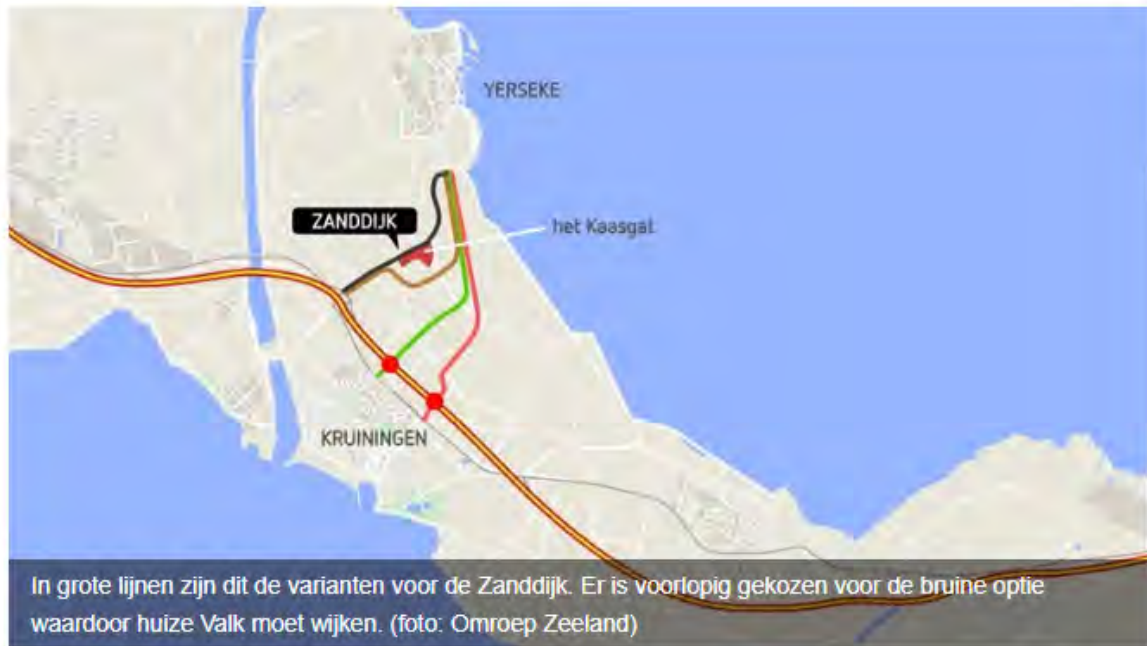 YERSEKE
ZANDDIJK
het Kaasgat
KRUININGEN
In grote lijnen zijn dit de varianten voor de Zanddijk. Er is voorlopig gekozen voor de bruine optie
waardoor huize Valk moet wijken. (foto: Omroep Zeeland)